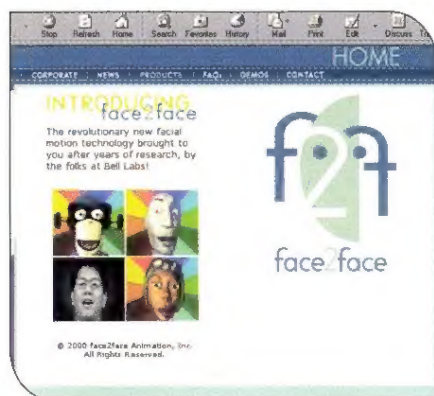 Stop Refresh Home Search Favorites History Mail Print Edit Discuss
HOME
CORPORATE NEWS PRODUCTS FAQs DEMOS CONTACT
INTRODUCING
face2face
The revolutionary new facial
motion technology brought to
you after years of research, by
the folks at Bell Labs!
f2f
face2face
© 2000 face2face Animation, Inc.
All Rights Reserved.